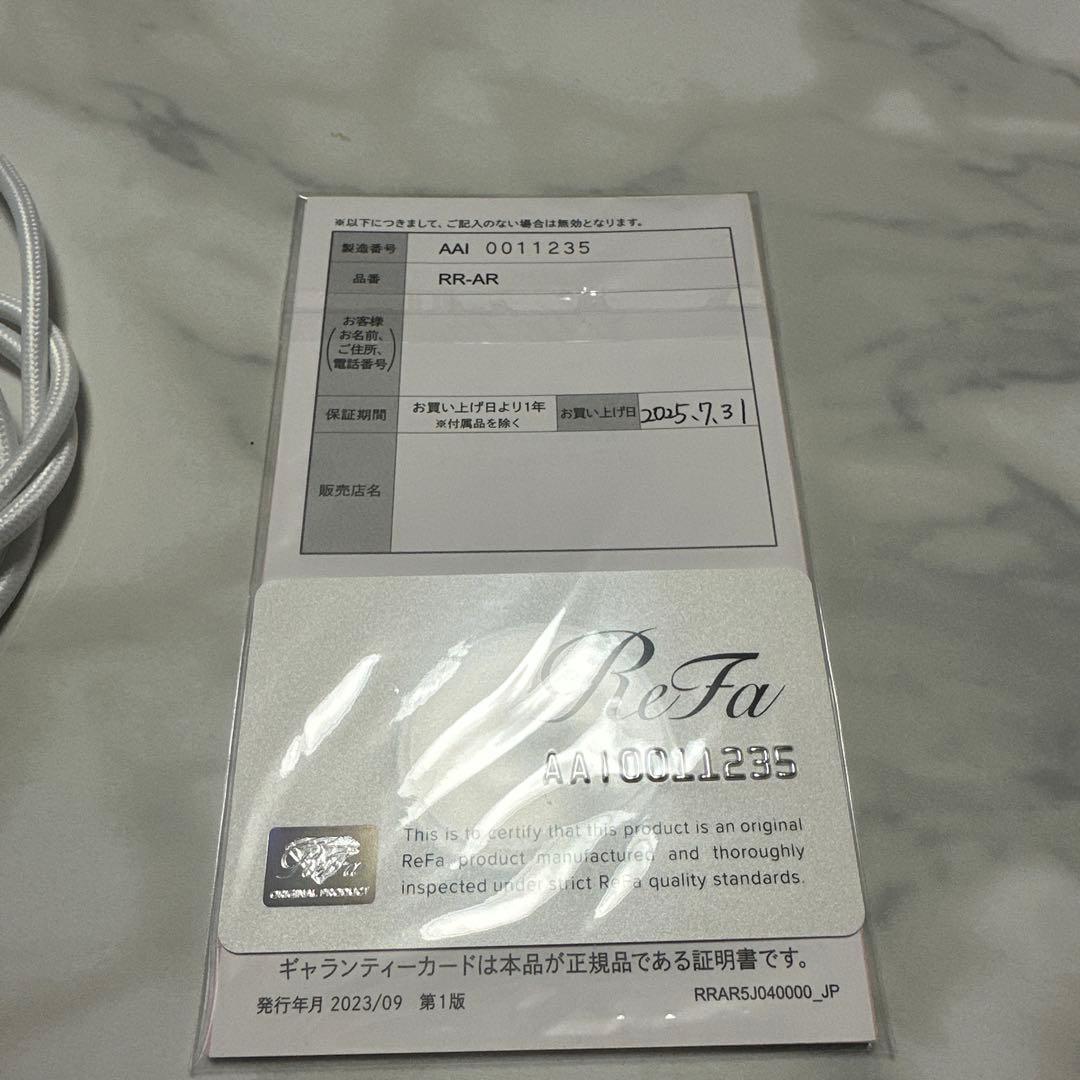 ※以下につきまして、ご記入のない場合は無効となります。
製造番号 AAI 0011235
品番 RR-AR
お客様
(お名前、
ご住所、
電話番号)
保証期間 お買い上げ日より1年
※付属品を除く
お買い上げ日 2025.7.31
販売店名
ReFa
AAI0011235
This is to certify that this product is an original
ReFa product manufactured and thoroughly
inspected under strict ReFa quality standards.
ReFa
ORIGINAL PRODUCT
ギャランティーカードは本品が正規品である証明書です。
発行年月 2023/09 第1版
RRAR5J040000_JP